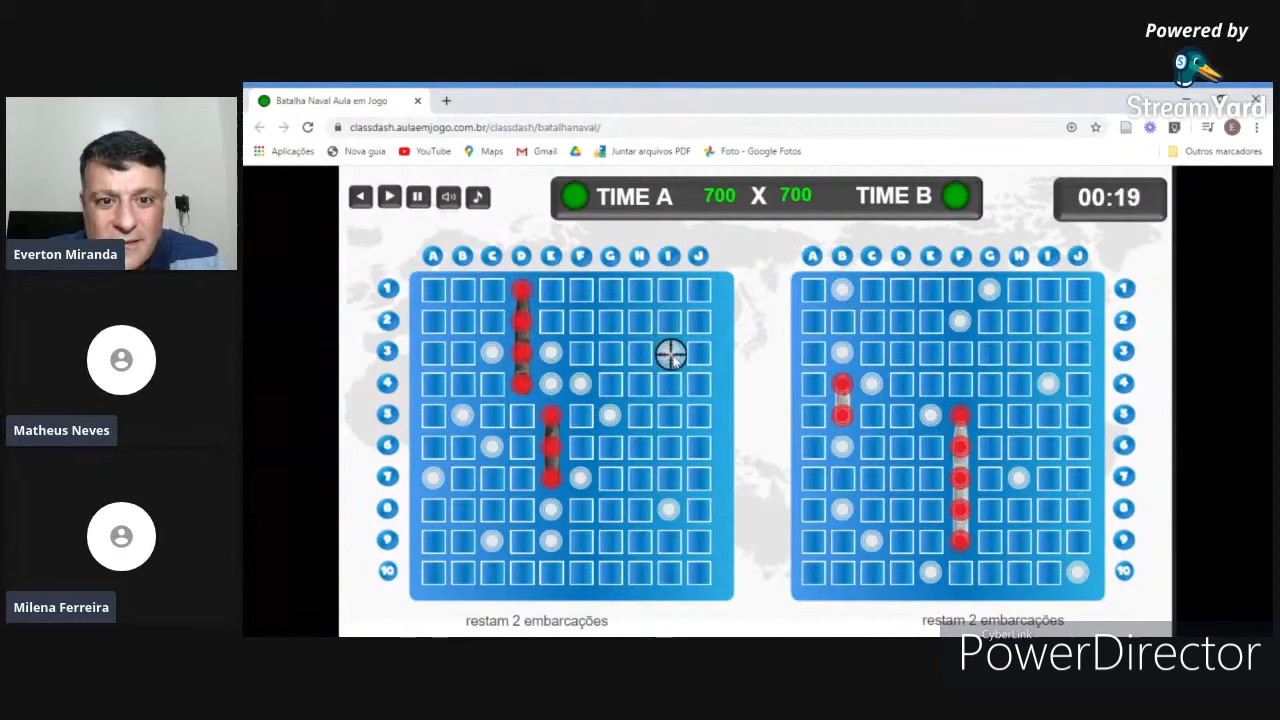 Powered by
S
StreamYard
Batalha Naval Aula em Jogo
classdash.aulaemjogo.com.br/classdash/batalhanaval/
E
Aplicações
Nova guia
YouTube
Maps
Gmail
Juntar arquivos PDF
Foto - Google Fotos
Outros marcadores
TIME A 700 X 700 TIME B
00:19
A B C D E F G H I J
A B C D E F G H I J
1 1
2 2
3 3
4 4
5 5
6 6
7 7
8 8
9 9
10 10
restam 2 embarcações
restam 2 embarcações
Everton Miranda
Matheus Neves
Milena Ferreira
CyberLink
PowerDirector